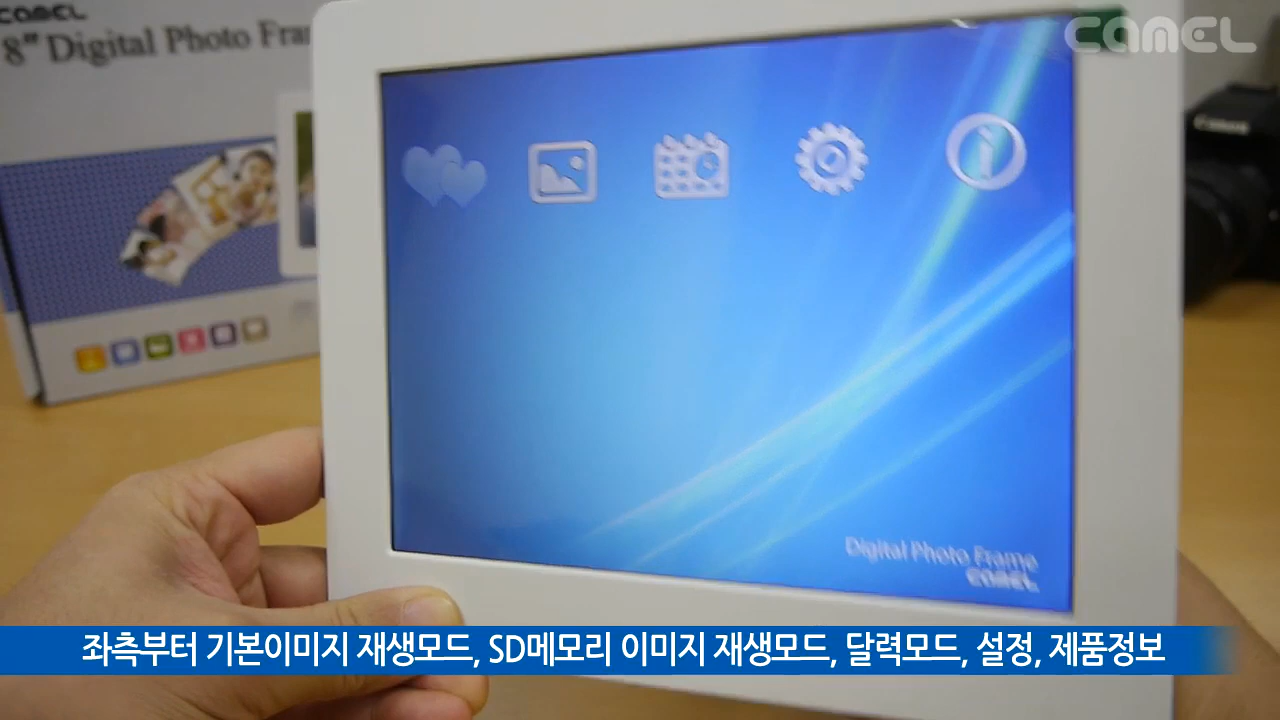 CAMEL
8" Digital Photo Fra
CAMEL
Canon
Digital Photo Frame
CAMEL
좌측부터 기본이미지 재생모드, SD메모리 이미지 재생모드, 달력모드, 설정, 제품정보